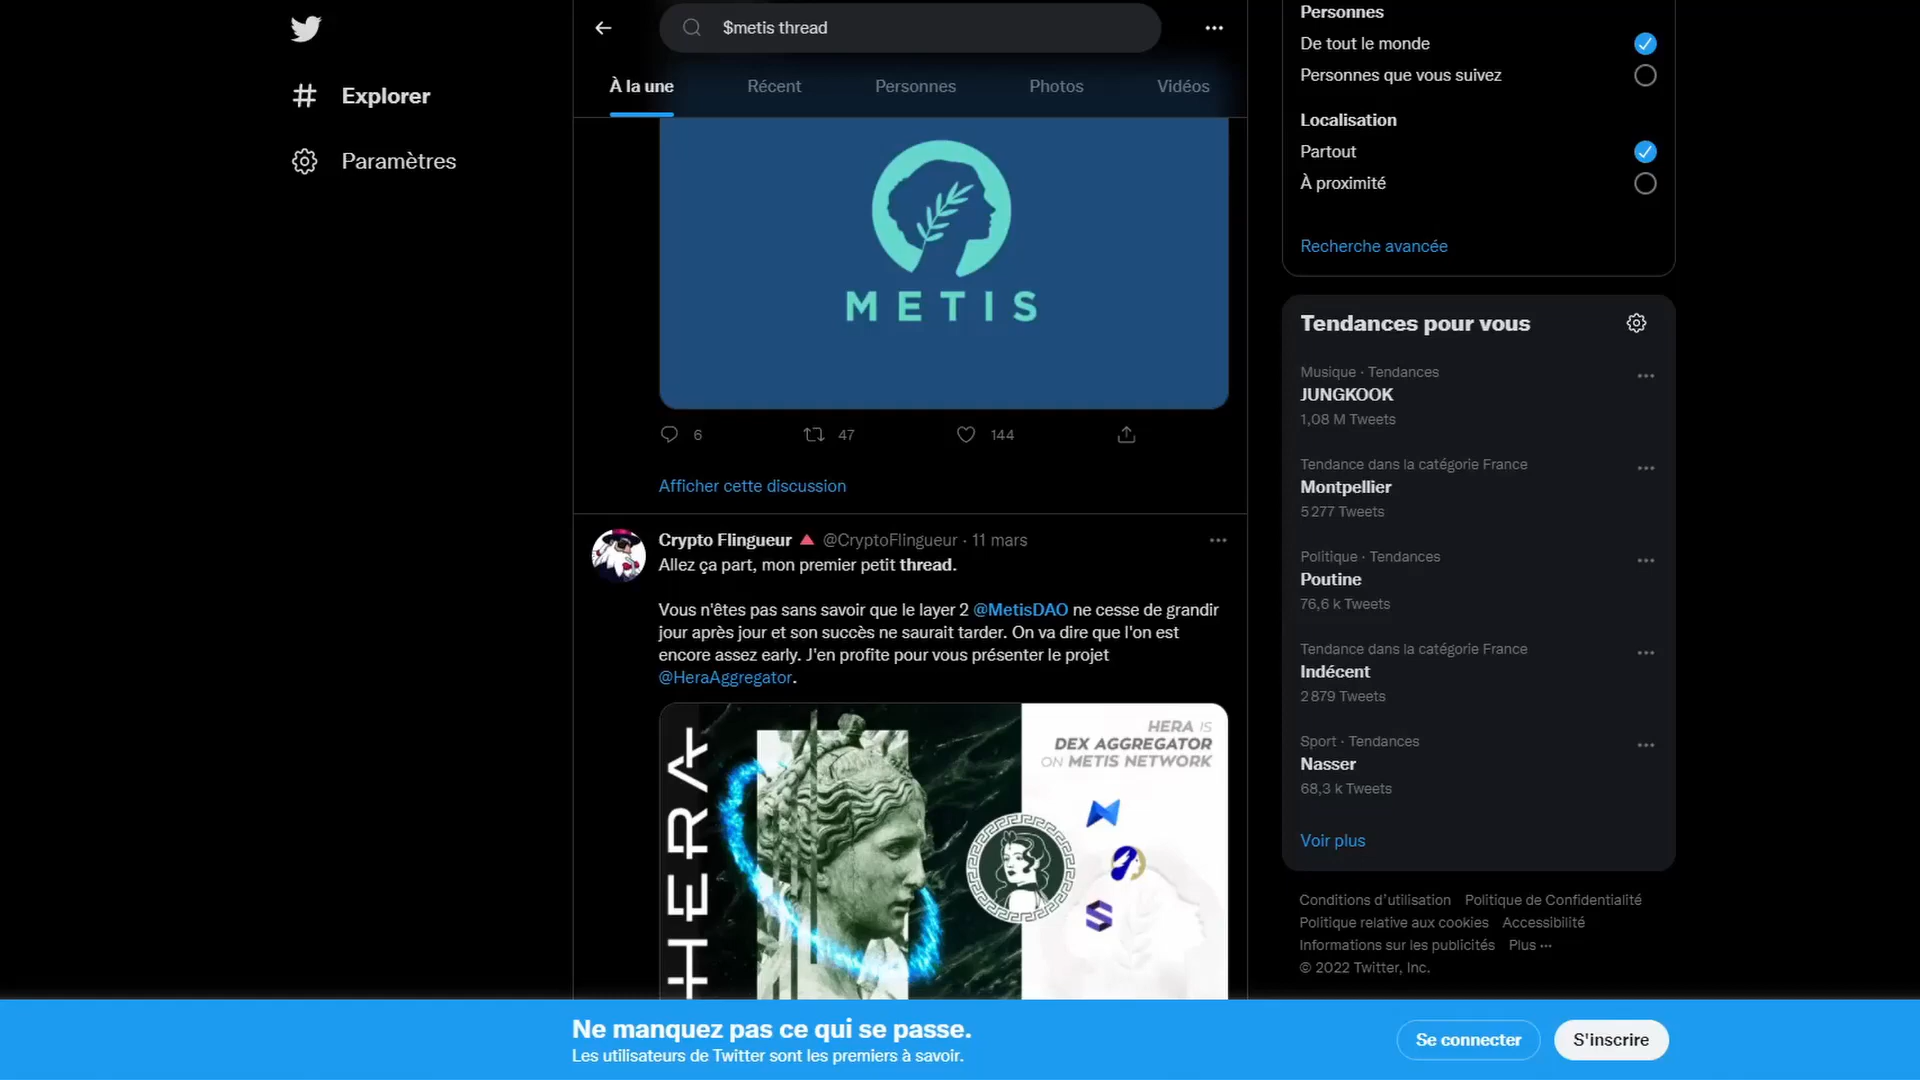 Explorer
Paramètres
$metis thread
À la une
Récent
Personnes
Photos
Vidéos
METIS
6
47
144
Afficher cette discussion
Crypto Flingueur @CryptoFlingueur · 11 mars
Allez ça part, mon premier petit thread.
Vous n'êtes pas sans savoir que le layer 2 @MetisDAO ne cesse de grandir
jour après jour et son succès ne saurait tarder. On va dire que l'on est
encore assez early. J'en profite pour vous présenter le projet
@HeraAggregator.
HERA
H
HERA IS
DEX AGGREGATOR
ON METIS NETWORK
Personnes
De tout le monde
Personnes que vous suivez
Localisation
Partout
À proximité
Recherche avancée
Tendances pour vous
Musique · Tendances
JUNGKOOK
1,08 M Tweets
Tendance dans la catégorie France
Montpellier
5 277 Tweets
Politique · Tendances
Poutine
76,6 k Tweets
Tendance dans la catégorie France
Indécent
2 879 Tweets
Sport · Tendances
Nasser
68,3 k Tweets
Voir plus
Conditions d'utilisation Politique de Confidentialité
Politique relative aux cookies Accessibilité
Informations sur les publicités Plus ···
© 2022 Twitter, Inc.
Ne manquez pas ce qui se passe.
Les utilisateurs de Twitter sont les premiers à savoir.
Se connecter
S'inscrire